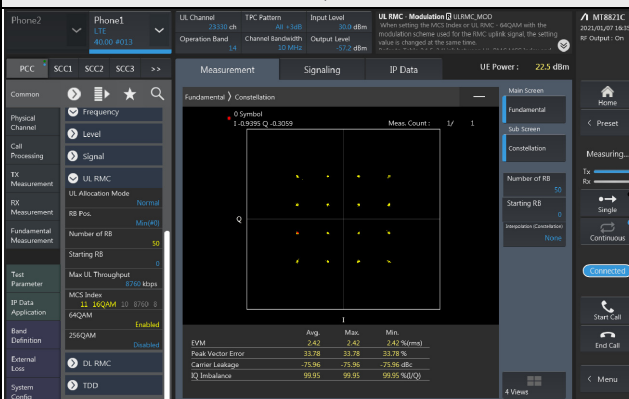 Phone2
Phone1
LTE
40.00 #013
UL Channel
23330 ch
TPC Pattern
All +3dB
Input Level
30.0 dBm
Operation Band
14
Channel Bandwidth
10 MHz
Output Level
-57.2 dBm
UL RMC - Modulation ULRMC_MOD
When setting the MCS Index or UL RMC - 64QAM with the
modulation scheme used for the RMC uplink signal, the setting
value is changed at the same time.
MT8821C
2021/01/07 16:35
RF Output : On
PCC
SCC1
SCC2
SCC3
>>
Measurement
Signaling
IP Data
UE Power :
22.5 dBm
Common
Physical
Channel
Call
Processing
TX
Measurement
RX
Measurement
Fundamental
Measurement
Test
Parameter
IP Data
Application
Band
Definition
External
Loss
System
Config
Frequency
Level
Signal
UL RMC
UL Allocation Mode
Normal
RB Pos.
Min(#0)
Number of RB
50
Starting RB
0
Max UL Throughput
8760 kbps
MCS Index
11 16QAM 10 8760 8
64QAM
Enabled
256QAM
Disabled
DL RMC
TDD
Fundamental 〉 Constellation
0 Symbol
I -0.9395 Q -0.3059
Meas. Count :
1/
1
Q
I
Avg. Max. Min.
EVM 2.42 2.42 2.42 %(rms)
Peak Vector Error 33.78 33.78 33.78 %
Carrier Leakage -75.96 -75.96 -75.96 dBc
IQ Imbalance 99.95 99.95 99.95 %(I/Q)
Main Screen
Fundamental
Sub Screen
Constellation
Number of RB
50
Starting RB
0
Interpolation (Constellation)
None
4 Views
Home
< Preset
Measuring...
Tx
Rx
Single
Continuous
Connected
Start Call
End Call
< Menu